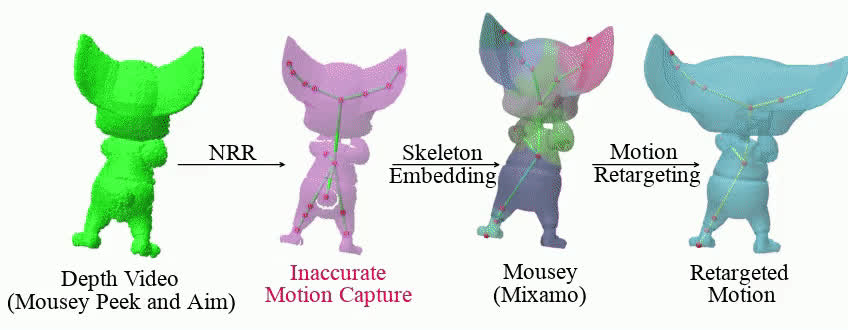 NRR
Skeleton
Embedding
Motion
Retargeting
Depth Video
(Mousey Peek and Aim)
Inaccurate
Motion Capture
Mousey
(Mixamo)
Retargeted
Motion